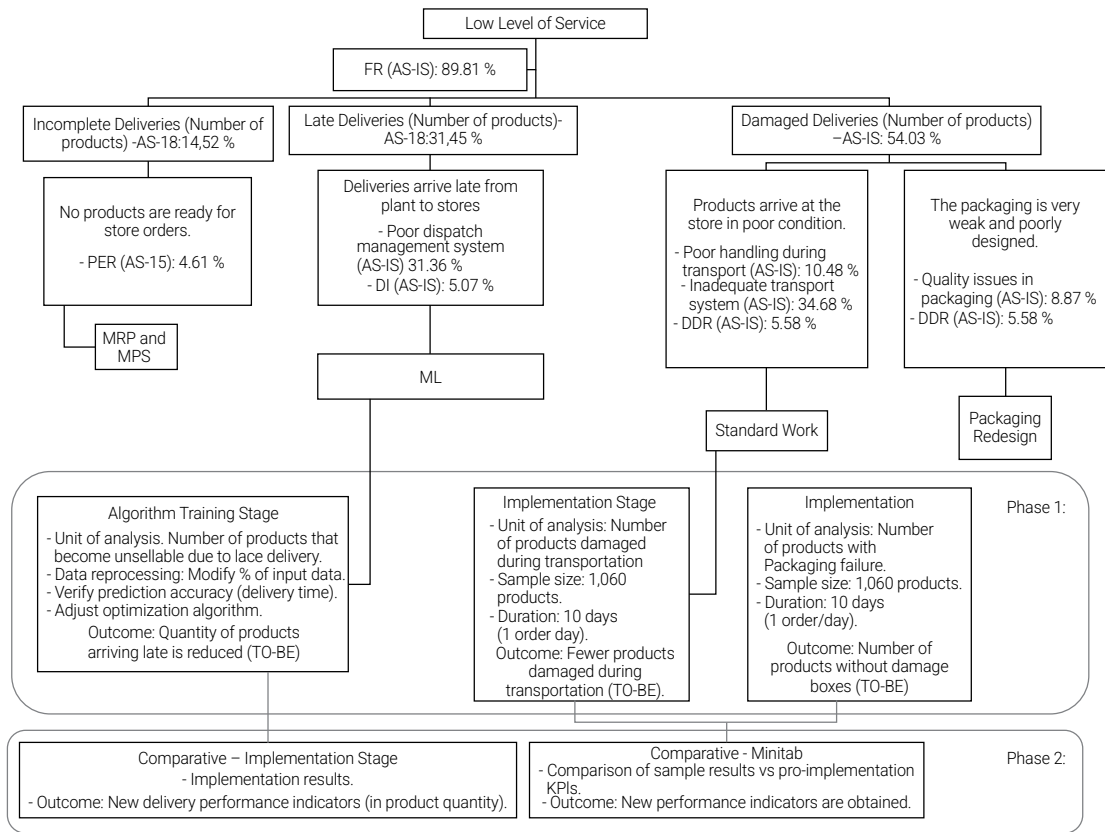 Low Level of Service
FR (AS-IS): 89.81 %
Incomplete Deliveries (Number of
products) -AS-18:14,52 %
Late Deliveries (Number of products)-
AS-18:31,45 %
Damaged Deliveries (Number of products)
–AS-IS: 54.03 %
No products are ready for
store orders.
- PER (AS-15): 4.61 %
Deliveries arrive late from
plant to stores
- Poor dispatch
management system
(AS-IS) 31.36 %
- DI (AS-IS): 5.07 %
Products arrive at the
store in poor condition.
- Poor handling during
transport (AS-IS): 10.48 %
- Inadequate transport
system (AS-IS): 34.68 %
- DDR (AS-IS): 5.58 %
The packaging is very
weak and poorly
designed.
- Quality issues in
packaging (AS-IS): 8.87 %
- DDR (AS-IS): 5.58 %
MRP and
MPS
ML
Standard Work
Packaging
Redesign
Phase 1:
Algorithm Training Stage
- Unit of analysis. Number of products that
become unsellable due to lace delivery.
- Data reprocessing: Modify % of input data.
- Verify prediction accuracy (delivery time).
- Adjust optimization algorithm.
Outcome: Quantity of products
arriving late is reduced (TO-BE)
Implementation Stage
- Unit of analysis: Number
of products damaged
during transportation
- Sample size: 1,060
products.
- Duration: 10 days
(1 order day).
Outcome: Fewer products
damaged during
transportation (TO-BE).
Implementation
- Unit of analysis: Number
of products with
Packaging failure.
- Sample size: 1,060 products.
- Duration: 10 days
(1 order/day).
Outcome: Number of
products without damage
boxes (TO-BE)
Phase 2:
Comparative – Implementation Stage
- Implementation results.
- Outcome: New delivery performance indicators (in product quantity).
Comparative - Minitab
- Comparison of sample results vs pro-implementation
KPIs.
- Outcome: New performance indicators are obtained.